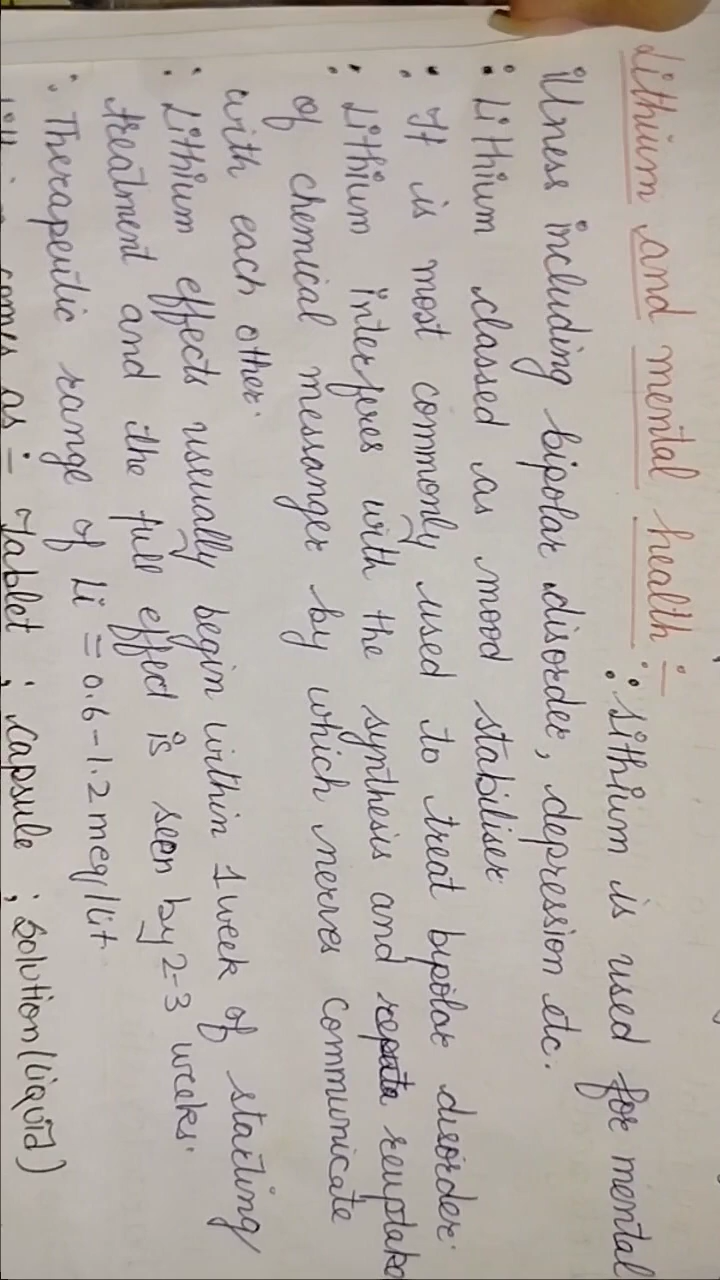 Lithium and mental health:- ∴ Lithium is used for mental
illness including bipolar disorder, depression etc.
: Lithium classed as mood stabiliser
: It is most commonly used to treat bipolar disorder.
: Lithium interferes with the synthesis and reuptake
of chemical messanger by which nerves communicate
with each other.
: Lithium effects usually begin within 1 week of starting
treatment and the full effect is seen by 2-3 weeks.
∴ Therapeutic range of Li = 0.6-1.2 meq/lit.
comes as :- Tablet ; capsule ; solution (liquid)